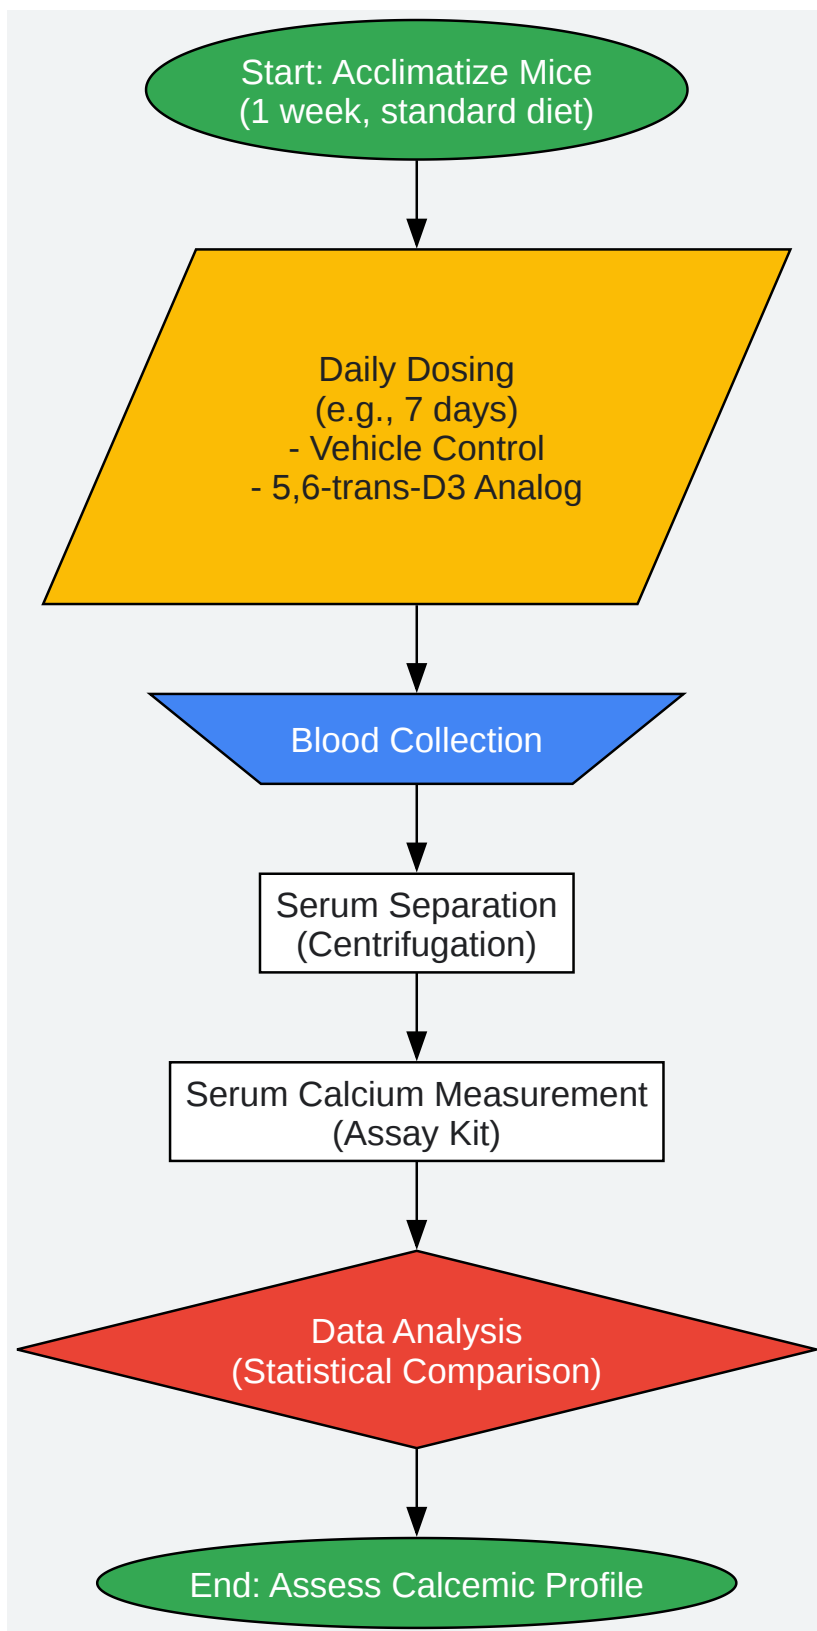 Start: Acclimatize Mice
(1 week, standard diet)
Daily Dosing
(e.g., 7 days)
- Vehicle Control
- 5,6-trans-D3 Analog
Blood Collection
Serum Separation
(Centrifugation)
Serum Calcium Measurement
(Assay Kit)
Data Analysis
(Statistical Comparison)
End: Assess Calcemic Profile